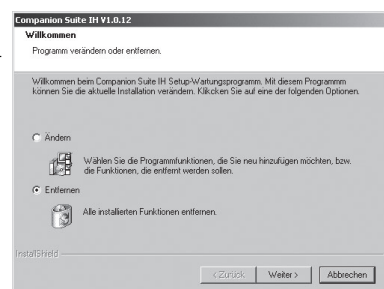 Companion Suite IH V1.0.12
Willkommen
Programm verändern oder entfernen.
Willkommen beim Companion Suite IH Setup-Wartungsprogramm. Mit diesem Programmm
können Sie die aktuelle Installation verändern. Klikcken Sie auf eine der folgenden Optionen.
Ändern
Wählen Sie die Programmfunktionen, die Sie neu hinzufügen möchten, bzw.
die Funktionen, die entfernt werden sollen.
Entfernen
Alle installierten Funktionen entfernen.
InstallShield
< Zurück Weiter > Abbrechen